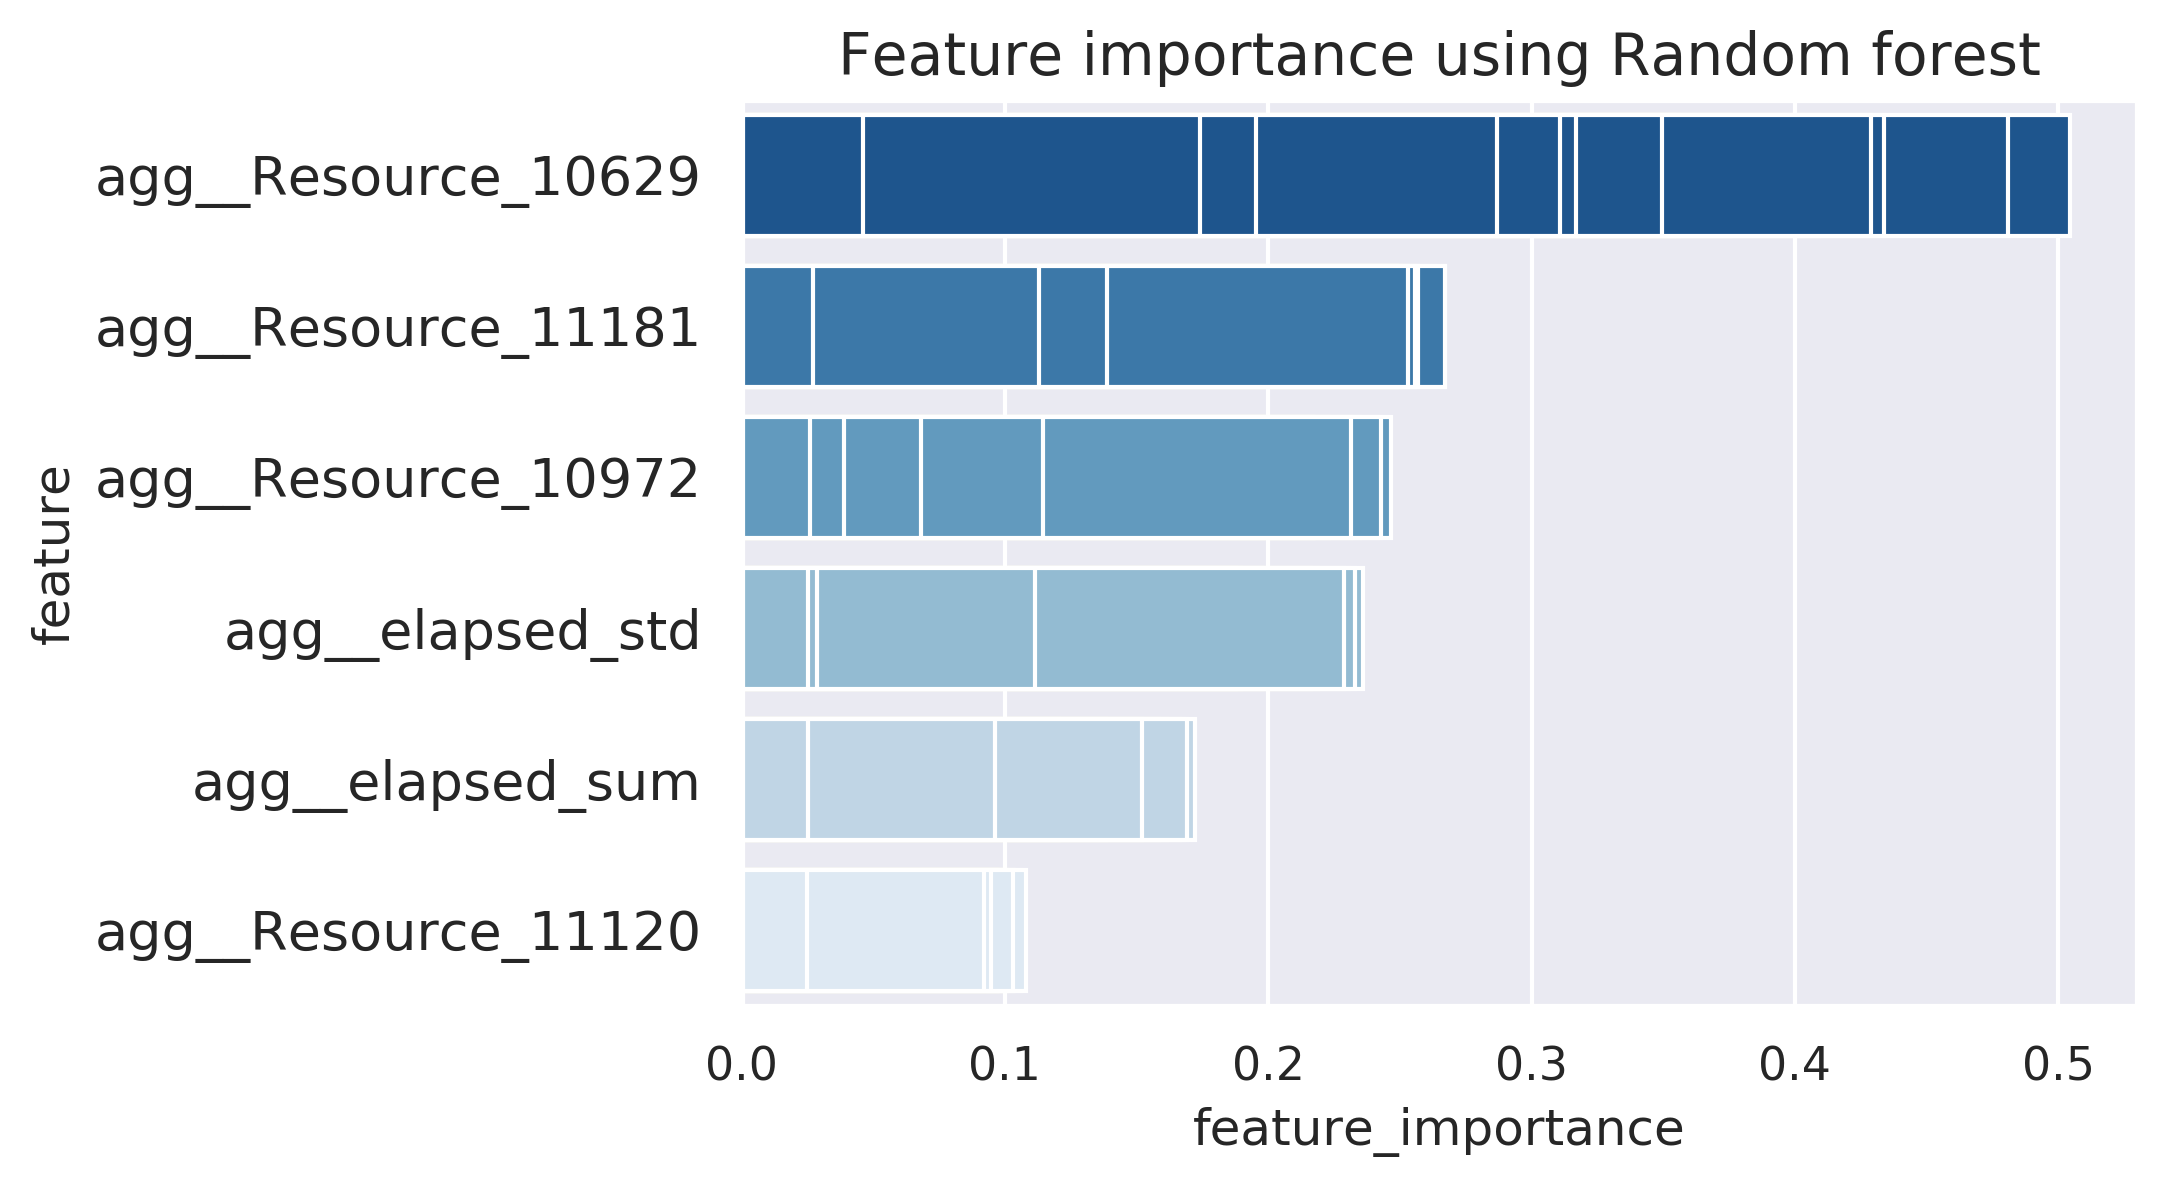 Feature importance using Random forest
agg__Resource_10629
agg__Resource_11181
agg__Resource_10972
agg__elapsed_std
agg__elapsed_sum
agg__Resource_11120
feature
0.0 0.1 0.2 0.3 0.4 0.5
feature_importance